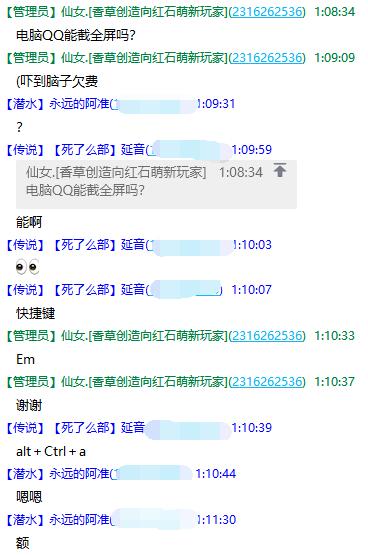 【管理员】仙女.[香草创造向红石萌新玩家](2316262536) 1:08:34
电脑QQ能截全屏吗?
【管理员】仙女.[香草创造向红石萌新玩家](2316262536) 1:09:09
(吓到脑子欠费
【潜水】永远的阿准( 1:09:31
?
【传说】【死了么部】延音( 1:09:59
仙女.[香草创造向红石萌新玩家] 1:08:34
电脑QQ能截全屏吗?
能啊
【传说】【死了么部】延音( 1:10:03
👀
【传说】【死了么部】延音( ) 1:10:07
快捷键
【管理员】仙女.[香草创造向红石萌新玩家](2316262536) 1:10:33
Em
【管理员】仙女.[香草创造向红石萌新玩家](2316262536) 1:10:37
谢谢
【传说】【死了么部】延音( 1:10:39
alt + Ctrl + a
【潜水】永远的阿准( 1:10:44
嗯嗯
【潜水】永远的阿准( 1:11:30
额